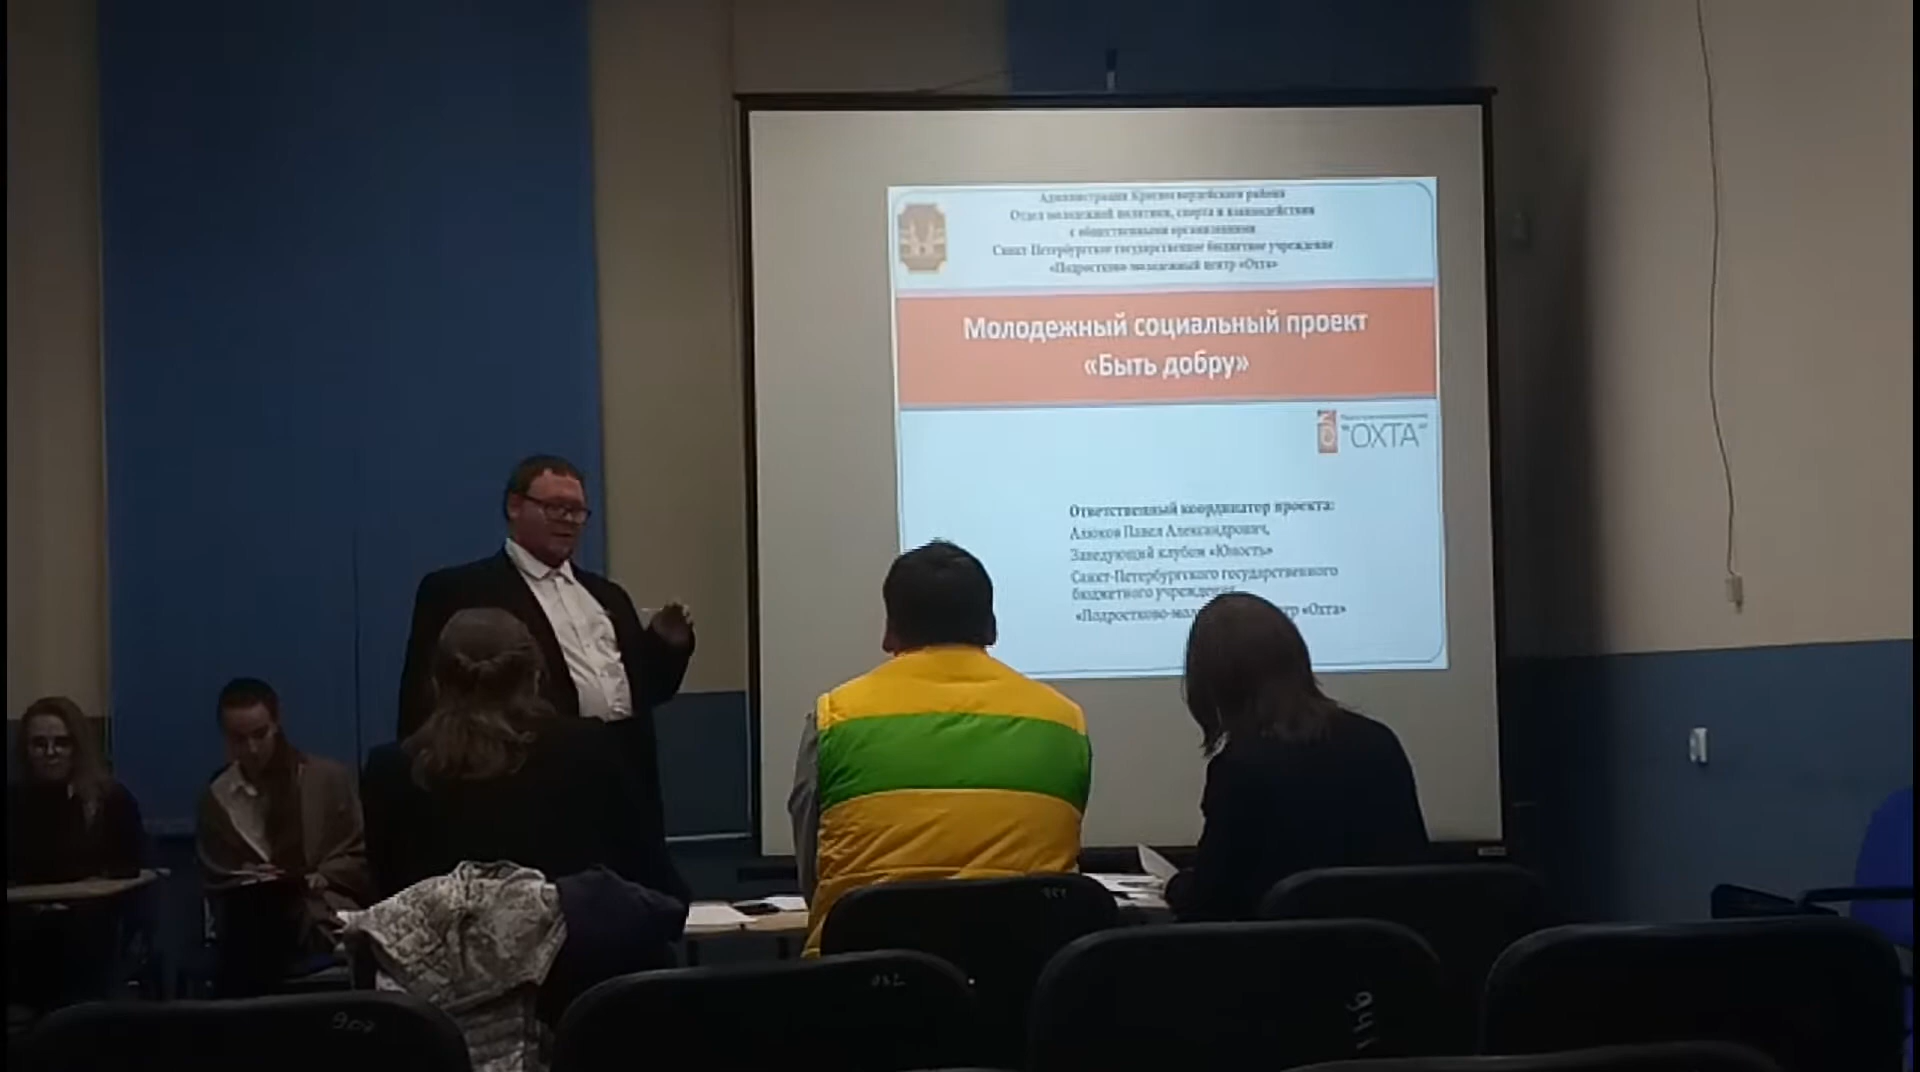 Администрация Красногвардейского района
Отдел молодежной политики, спорта и взаимодействия
с общественными организациями
Санкт-Петербургское государственное бюджетное учреждение
«Подростково-молодежный центр «Охта»
Молодежный социальный проект
«Быть добру»
"ОХТА"
Ответственный координатор проекта:
Алюков Павел Александрович,
Заведующий клубом «Юность»
Санкт-Петербургского государственного
бюджетного учреждения
«Подростково-мол «Охта»